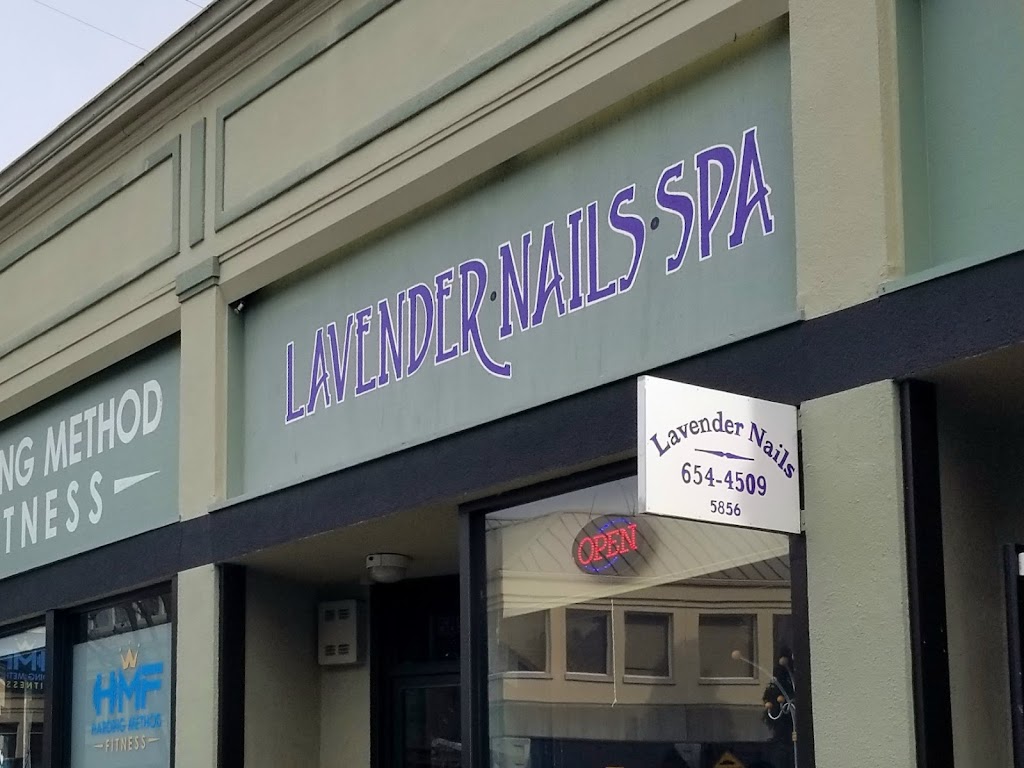 LAVENDER·NAILS·SPA
NG METHOD
TNESS
Lavender Nails
654-4509
5856
OPEN
HMF
HARDING METHOD
FITNESS